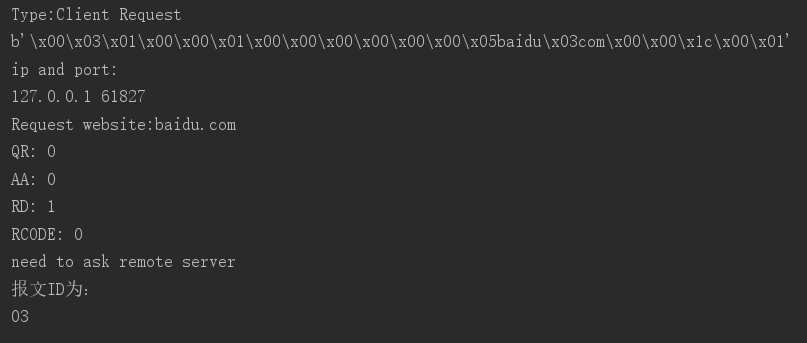 Type:Client Request
b'\x00\x03\x01\x00\x00\x01\x00\x00\x00\x00\x00\x00\x05baidu\x03com\x00\x00\x1c\x00\x01'
ip and port:
127.0.0.1 61827
Request website:baidu.com
QR: 0
AA: 0
RD: 1
RCODE: 0
need to ask remote server
报文ID为:
03